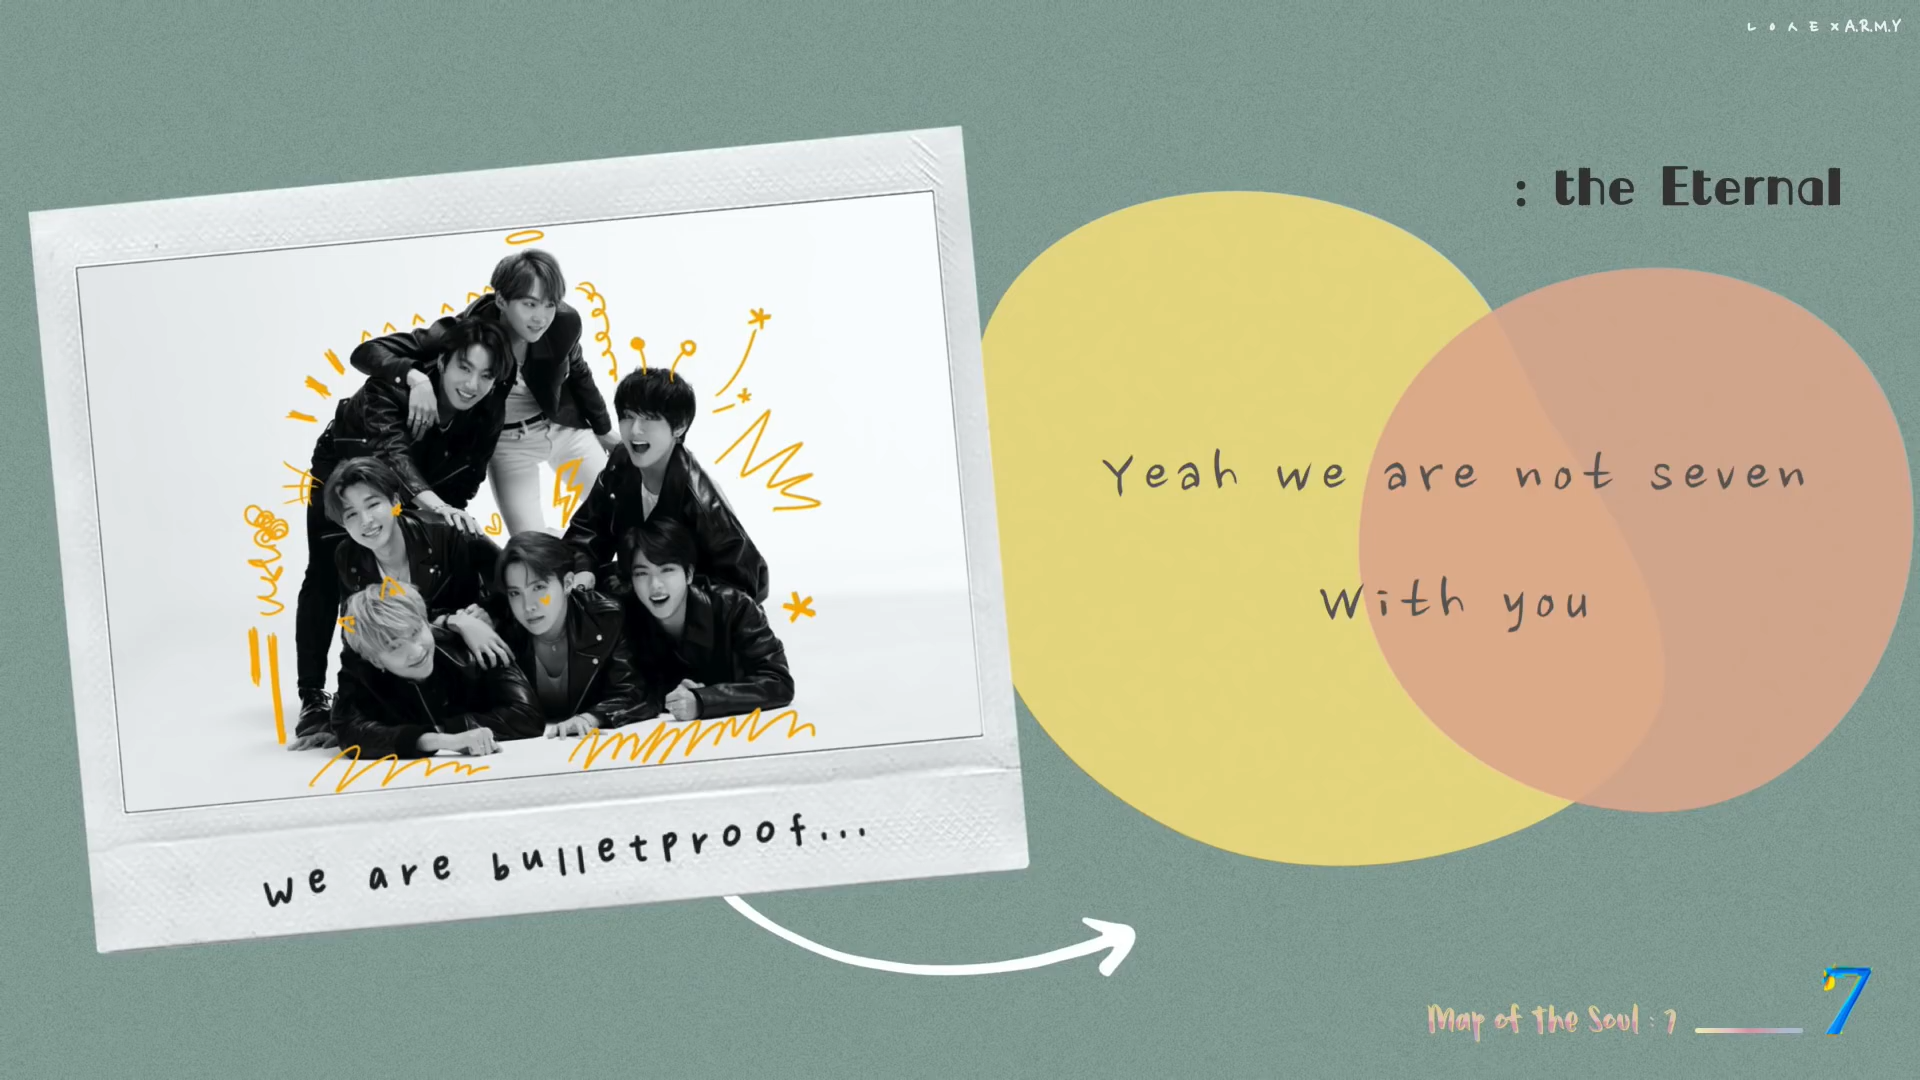 : the Eternal
Yeah we are not seven
With you
we are bulletproof...
Map of the Soul : 7
7